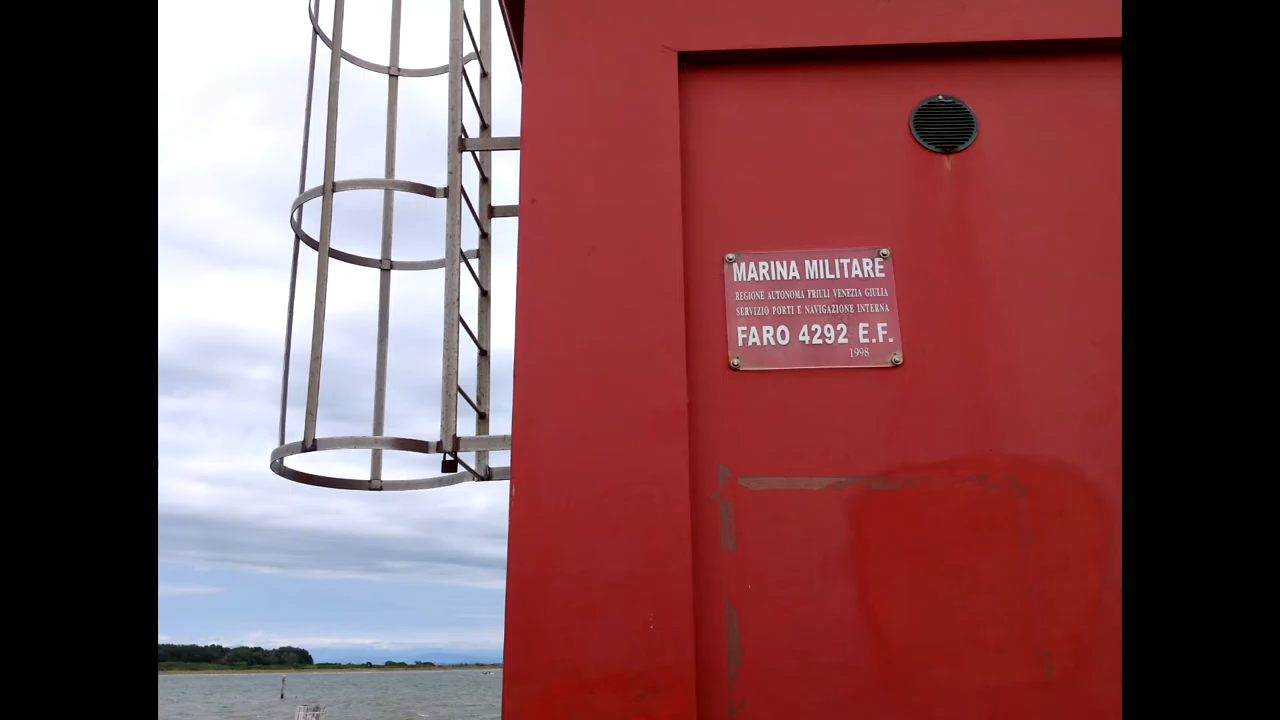 MARINA MILITARE
REGIONE AUTONOMA FRIULI VENEZIA GIULIA
SERVIZIO PORTI E NAVIGAZIONE INTERNA
FARO 4292 E.F.
1998